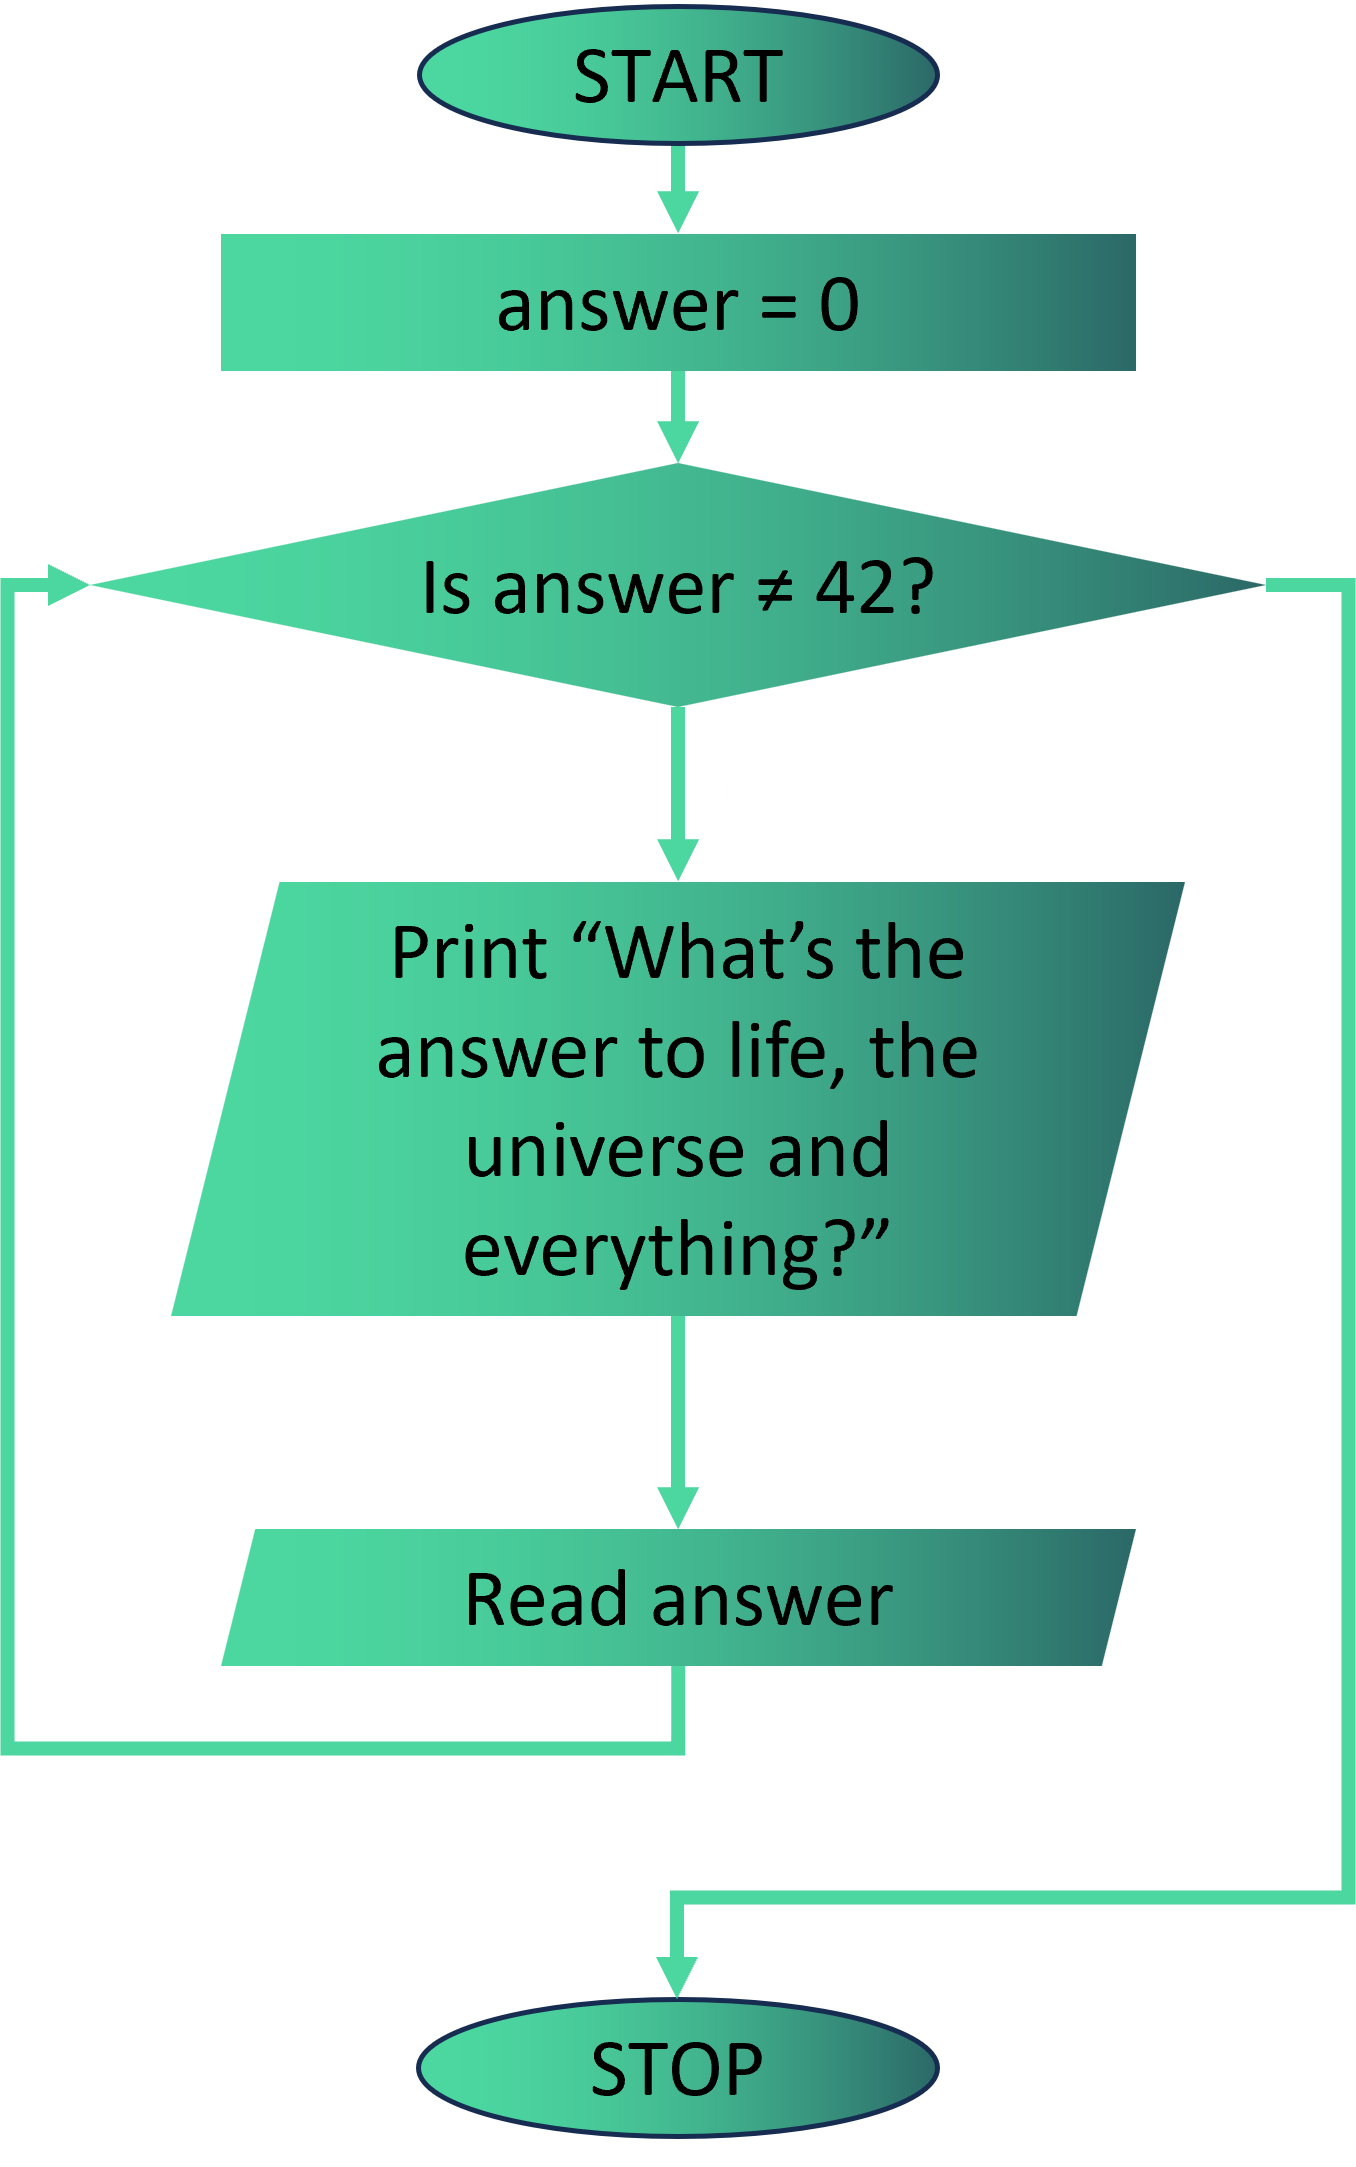 START
answer = 0
Is answer ≠ 42?
Print “What’s the
answer to life, the
universe and
everything?”
Read answer
STOP